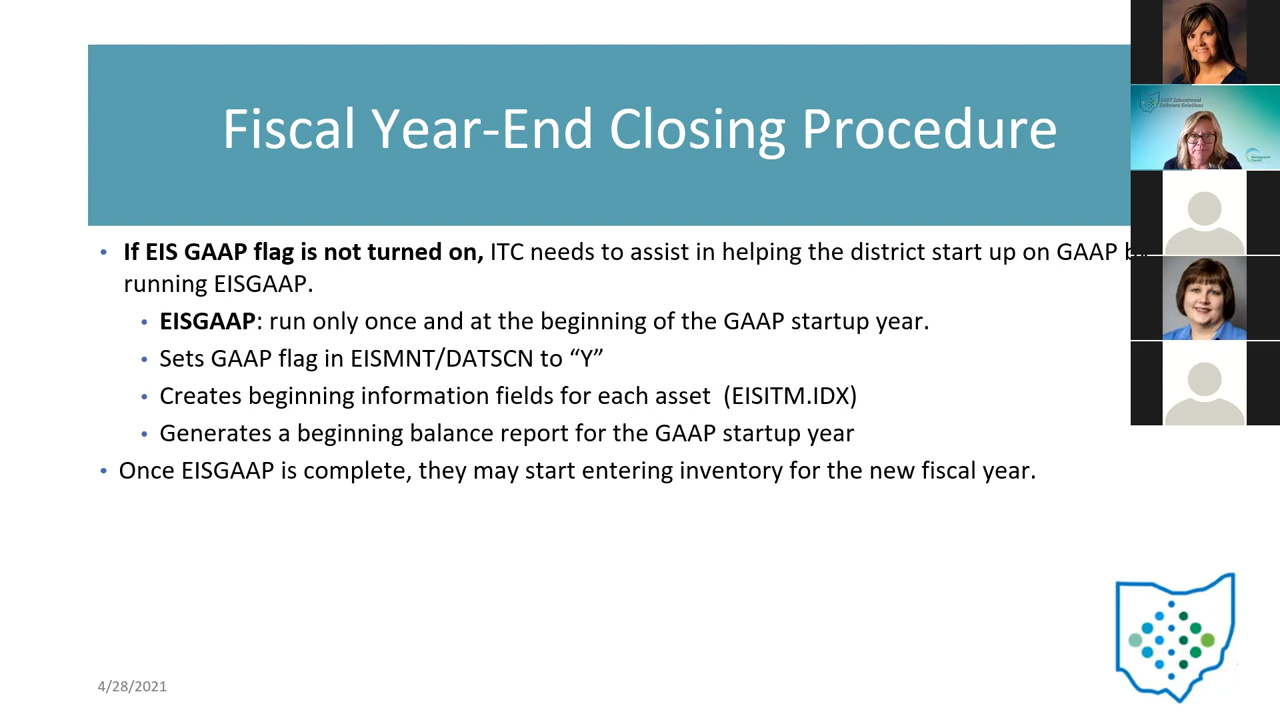 Fiscal Year-End Closing Procedure
• If EIS GAAP flag is not turned on, ITC needs to assist in helping the district start up on GAAP
running EISGAAP.
• EISGAAP: run only once and at the beginning of the GAAP startup year.
• Sets GAAP flag in EISMNT/DATSCN to “Y”
• Creates beginning information fields for each asset (EISITM.IDX)
• Generates a beginning balance report for the GAAP startup year
• Once EISGAAP is complete, they may start entering inventory for the new fiscal year.
4/28/2021